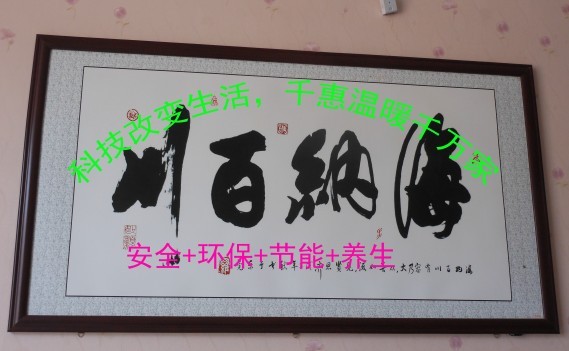 科技改变生活，千惠温暖千万家
海納百川
安金+环保+节能+养生